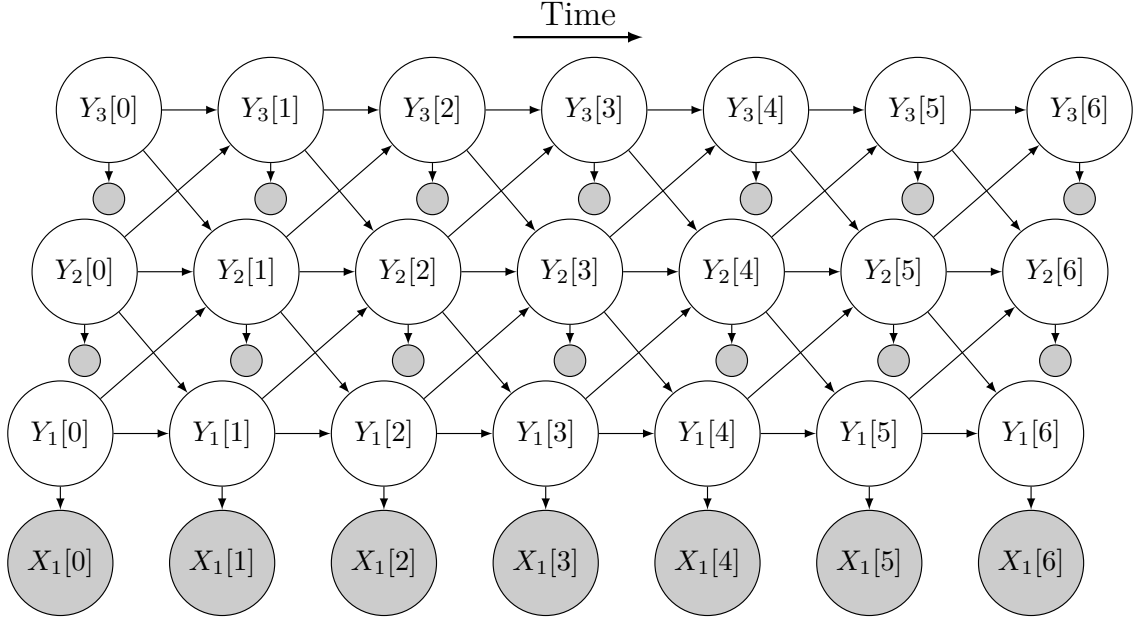 Time
Y₃[0] Y₃[1] Y₃[2] Y₃[3] Y₃[4] Y₃[5] Y₃[6]
Y₂[0] Y₂[1] Y₂[2] Y₂[3] Y₂[4] Y₂[5] Y₂[6]
Y₁[0] Y₁[1] Y₁[2] Y₁[3] Y₁[4] Y₁[5] Y₁[6]
X₁[0] X₁[1] X₁[2] X₁[3] X₁[4] X₁[5] X₁[6]